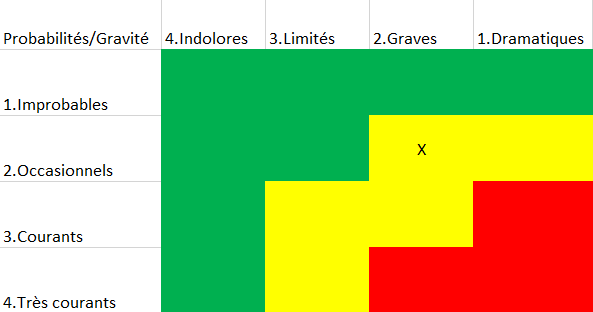 Probabilités/Gravité 4.Indolores 3.Limités 2.Graves 1.Dramatiques
1.Improbables
X
2.Occasionnels
3.Courants
4.Très courants